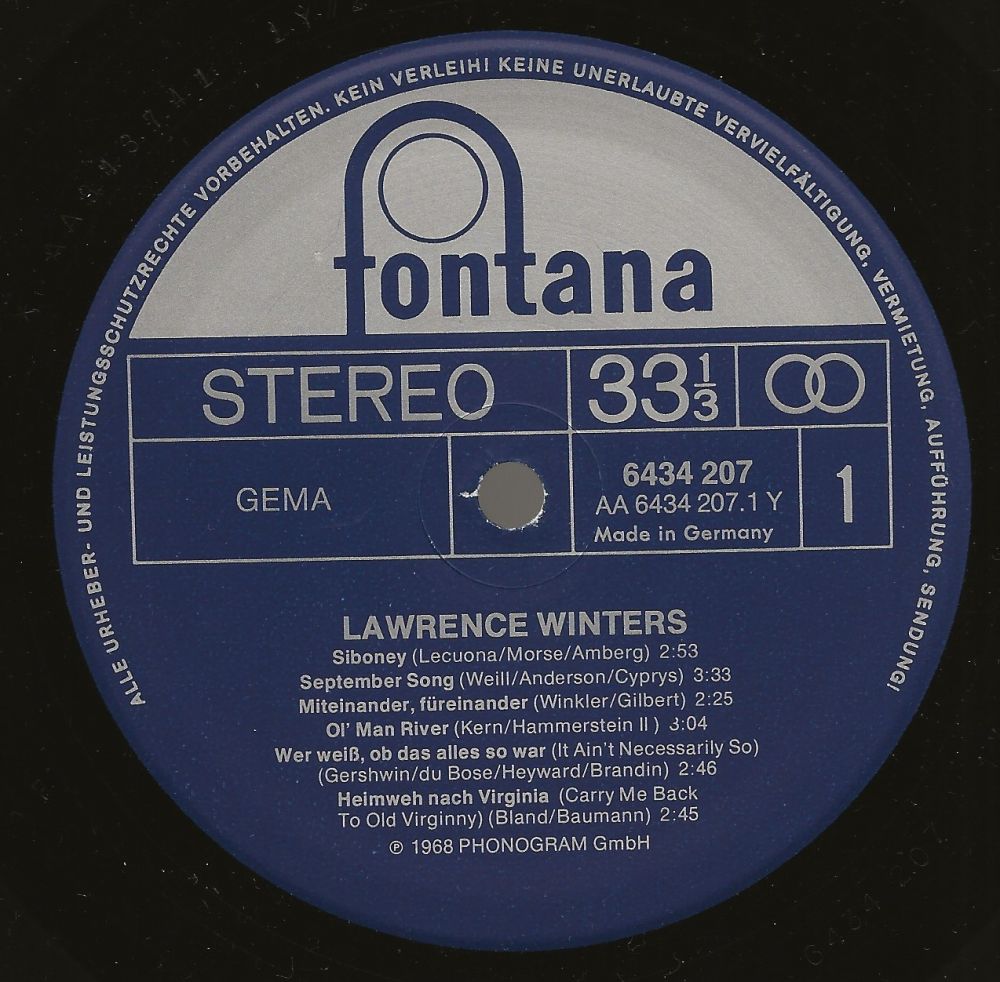 ALLE URHEBER- UND LEISTUNGSSCHUTZRECHTE VORBEHALTEN. KEIN VERLEIH! KEINE UNERLAUBTE VERVIELFÄLTIGUNG, VERMIETUNG, AUFFÜHRUNG, SENDUNG!
fontana
STEREO 33 1/3
GEMA
6434 207
AA 6434 207.1 Y
Made in Germany
1
LAWRENCE WINTERS
Siboney (Lecuona/Morse/Amberg) 2:53
September Song (Weill/Anderson/Cyprys) 3:33
Miteinander, füreinander (Winkler/Gilbert) 2:25
Ol' Man River (Kern/Hammerstein II) 3:04
Wer weiß, ob das alles so war (It Ain't Necessarily So)
(Gershwin/du Bose/Heyward/Brandin) 2:46
Heimweh nach Virginia (Carry Me Back
To Old Virginny) (Bland/Baumann) 2:45
℗ 1968 PHONOGRAM GmbH